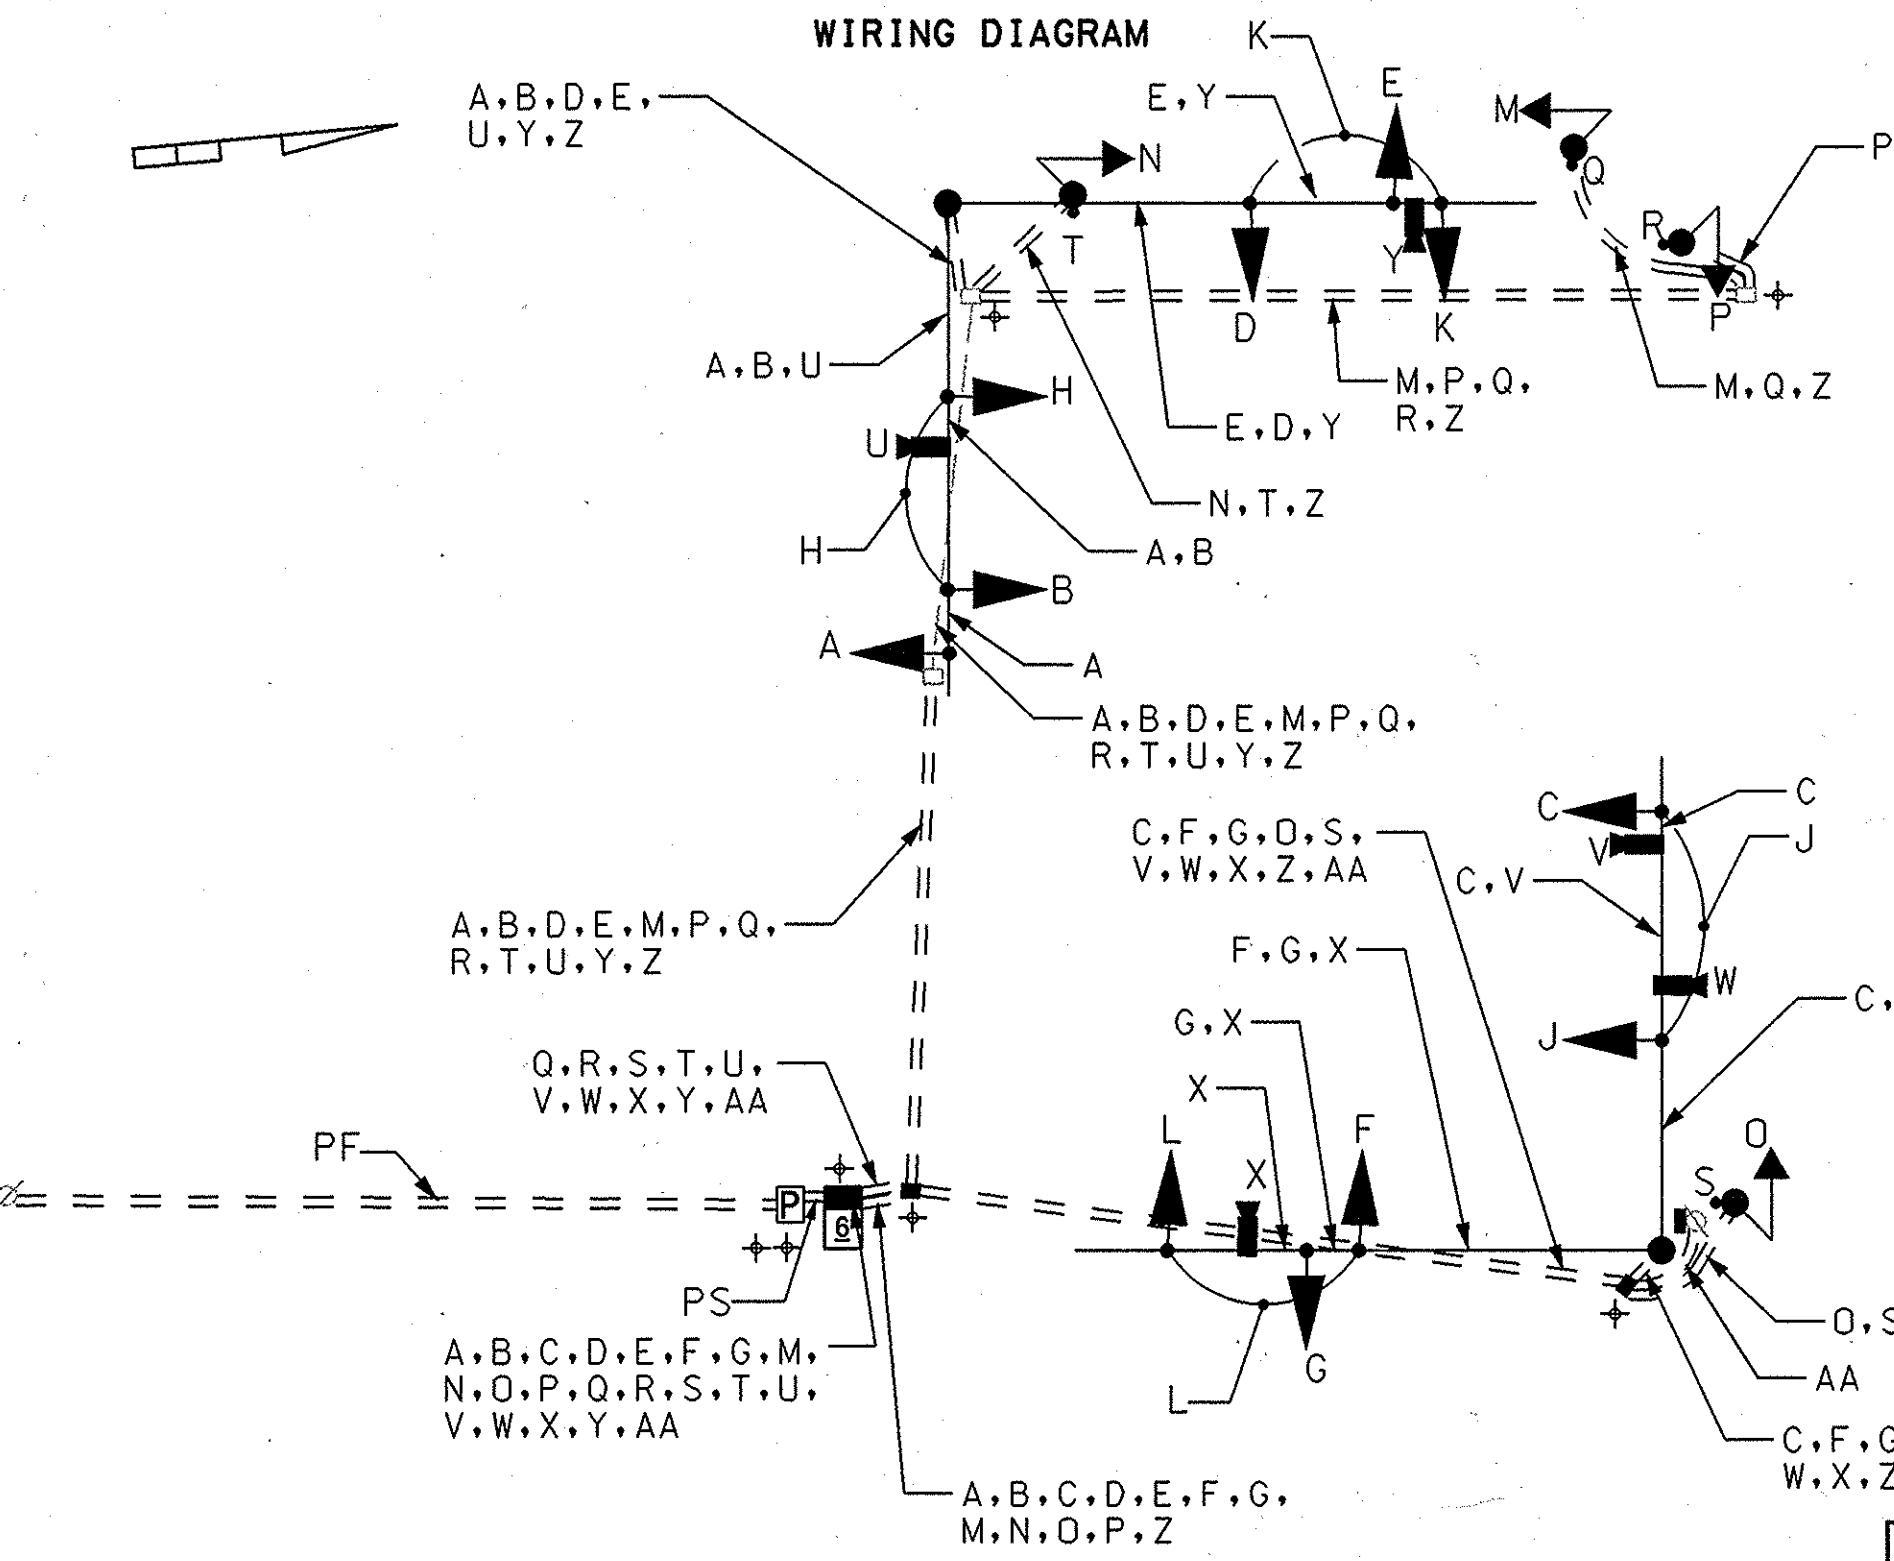 WIRING DIAGRAM
K
A,B,D,E,
U,Y,Z
E,Y
E
M
P
N
Q
R
T
Y
P
D
K
A,B,U
H
M,P,Q,
R,Z
M,Q,Z
E,D,Y
U
N,T,Z
H
A,B
B
A
A
A,B,D,E,M,P,Q,
R,T,U,Y,Z
C
C
C,F,G,O,S,
V,W,X,Z,AA
J
V
C,V
A,B,D,E,M,P,Q,
R,T,U,Y,Z
F,G,X
W
C,
G,X
J
Q,R,S,T,U,
V,W,X,Y,AA
X
L
F
O
PF
X
S
P
6
PS
O,S
A,B,C,D,E,F,G,M,
N,O,P,Q,R,S,T,U,
V,W,X,Y,AA
G
L
AA
C,F,G
W,X,Z
A,B,C,D,E,F,G,
M,N,O,P,Z